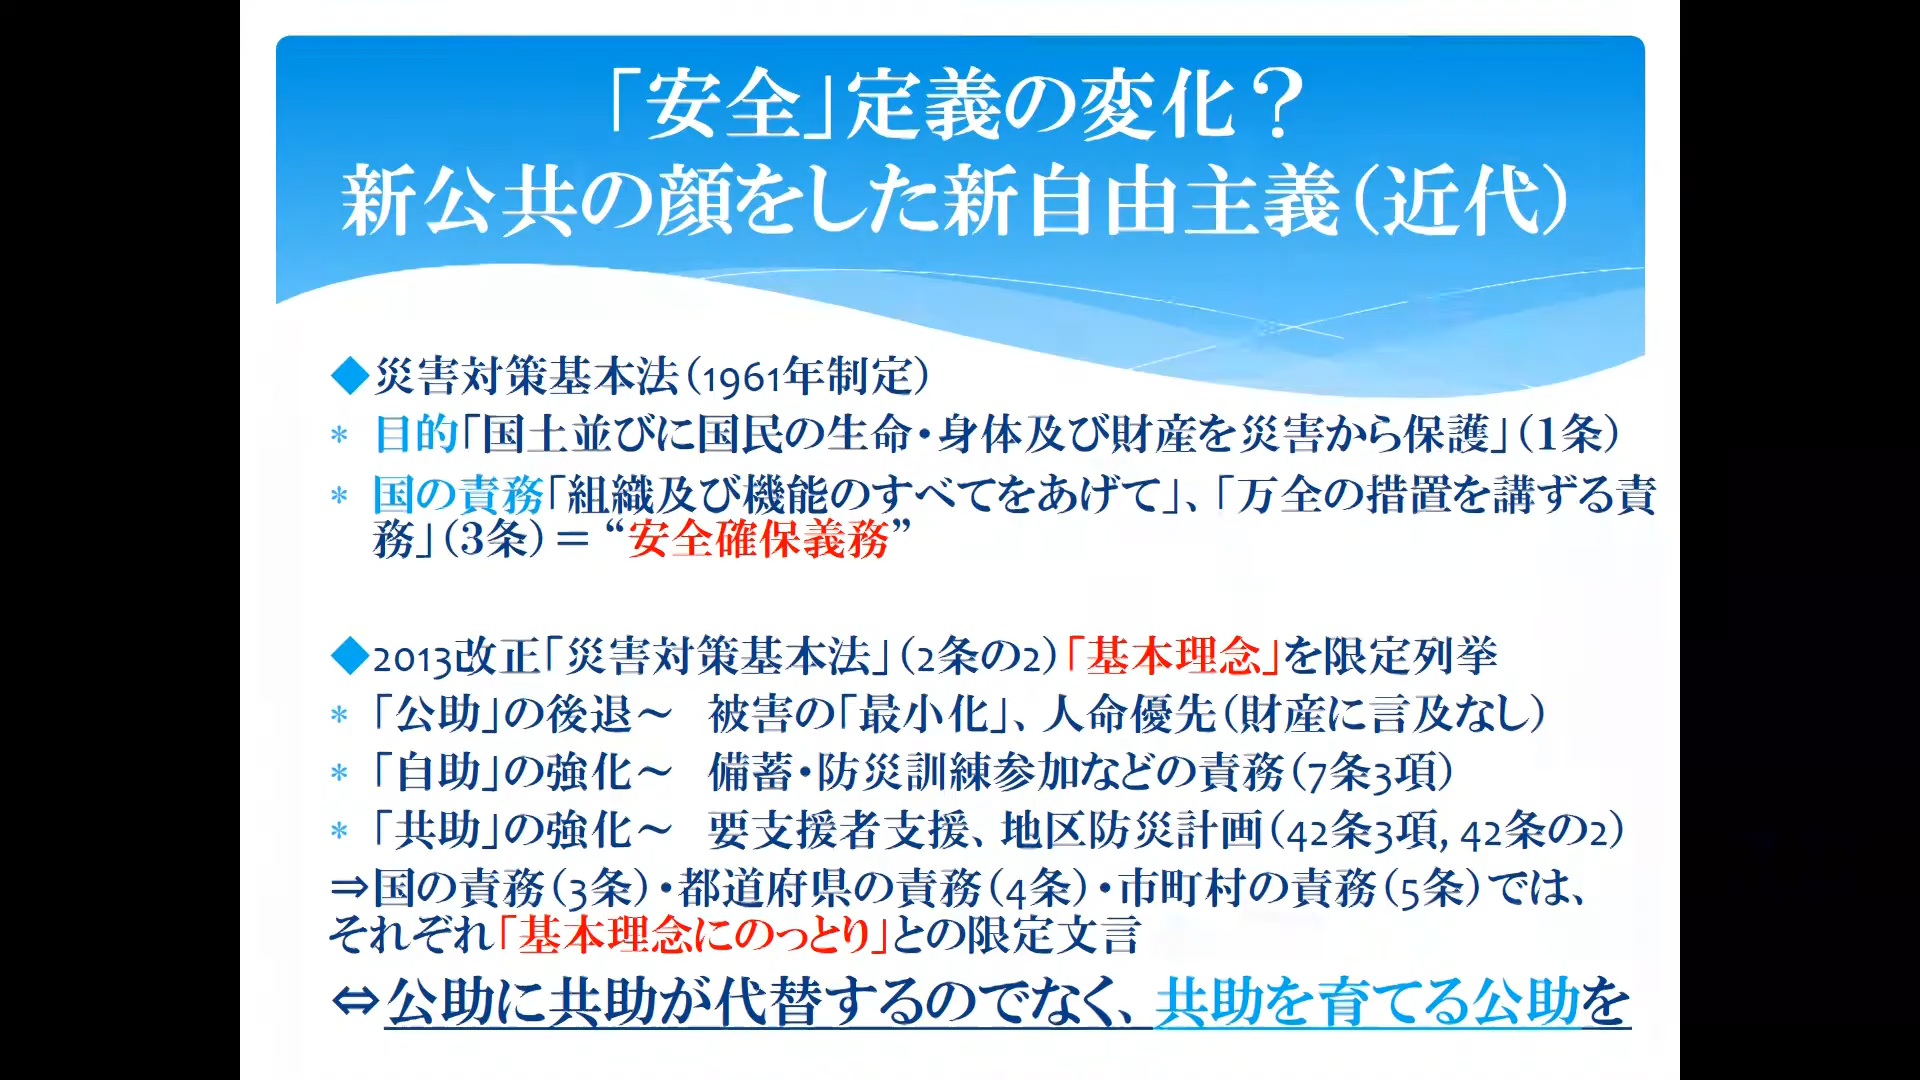 「安全」定義の変化？
新公共の顔をした新自由主義（近代）
◆災害対策基本法（1961年制定）
* 目的「国土並びに国民の生命・身体及び財産を災害から保護」（1条）
* 国の責務「組織及び機能のすべてをあげて」、「万全の措置を講ずる責
務」（3条）＝“安全確保義務”
◆2013改正「災害対策基本法」（2条の2）「基本理念」を限定列挙
* 「公助」の後退～　被害の「最小化」、人命優先（財産に言及なし）
* 「自助」の強化～　備蓄・防災訓練参加などの責務（7条3項）
* 「共助」の強化～　要支援者支援、地区防災計画（42条3項, 42条の2）
⇒国の責務（3条）・都道府県の責務（4条）・市町村の責務（5条）では、
それぞれ「基本理念にのっとり」との限定文言
⇔公助に共助が代替するのでなく、共助を育てる公助を